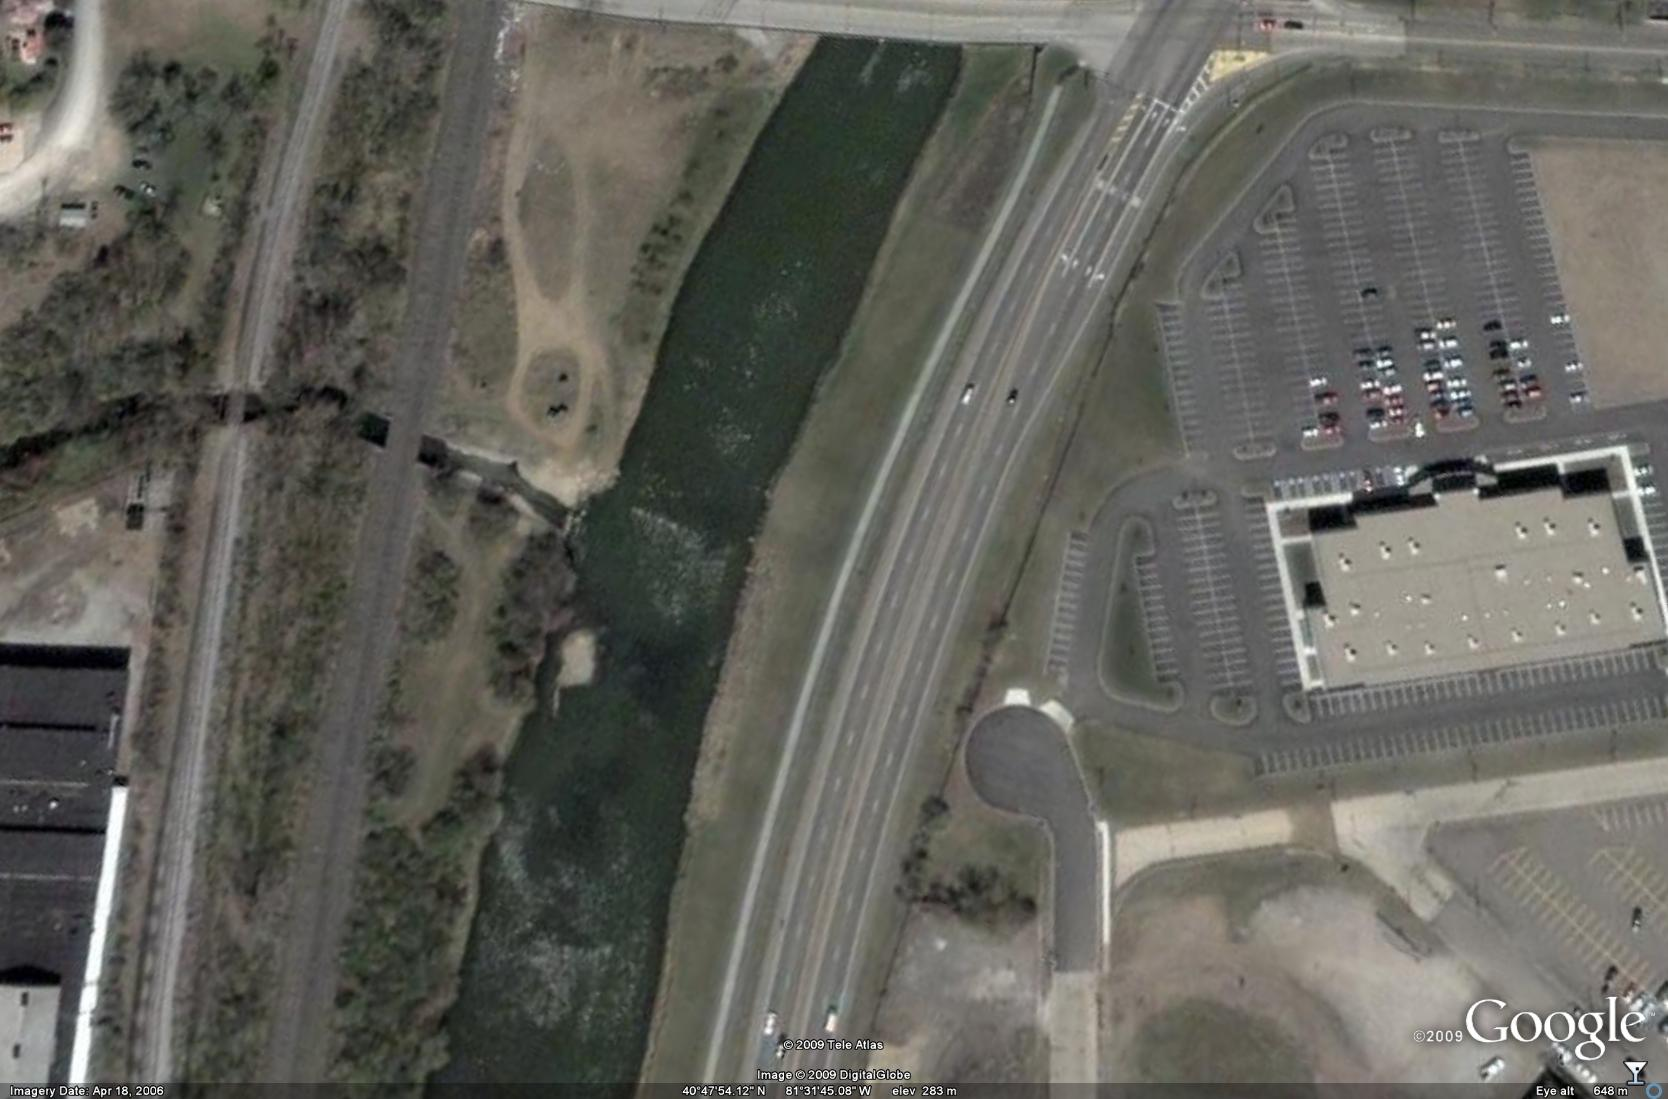 ©2009 Google™
© 2009 Tele Atlas
Image © 2009 DigitalGlobe
Imagery Date: Apr 18, 2006 40°47'54.12" N 81°31'45.08" W elev 283 m Eye alt 648 m